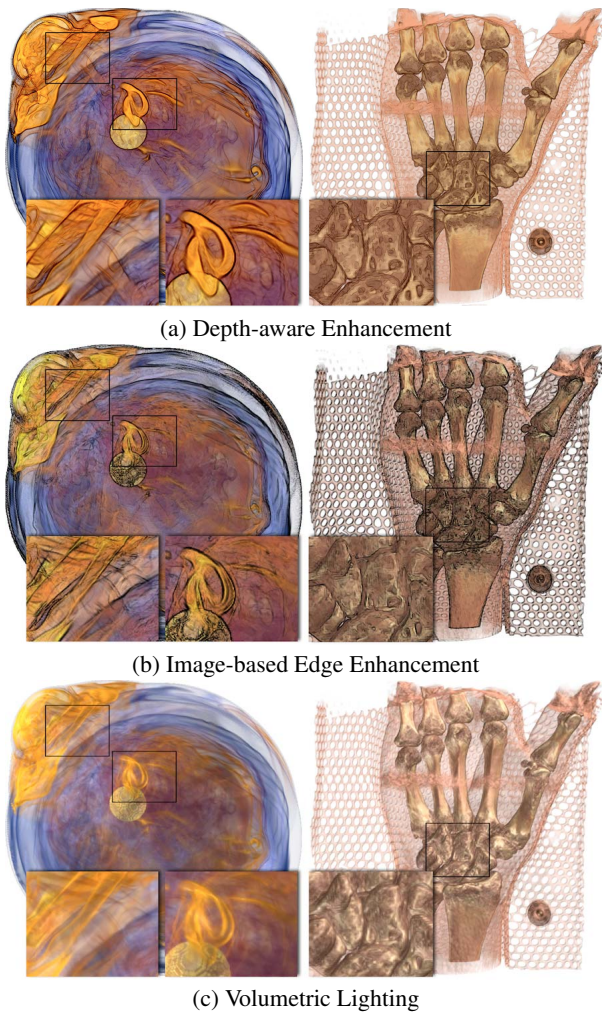 (a) Depth-aware Enhancement
(b) Image-based Edge Enhancement
(c) Volumetric Lighting